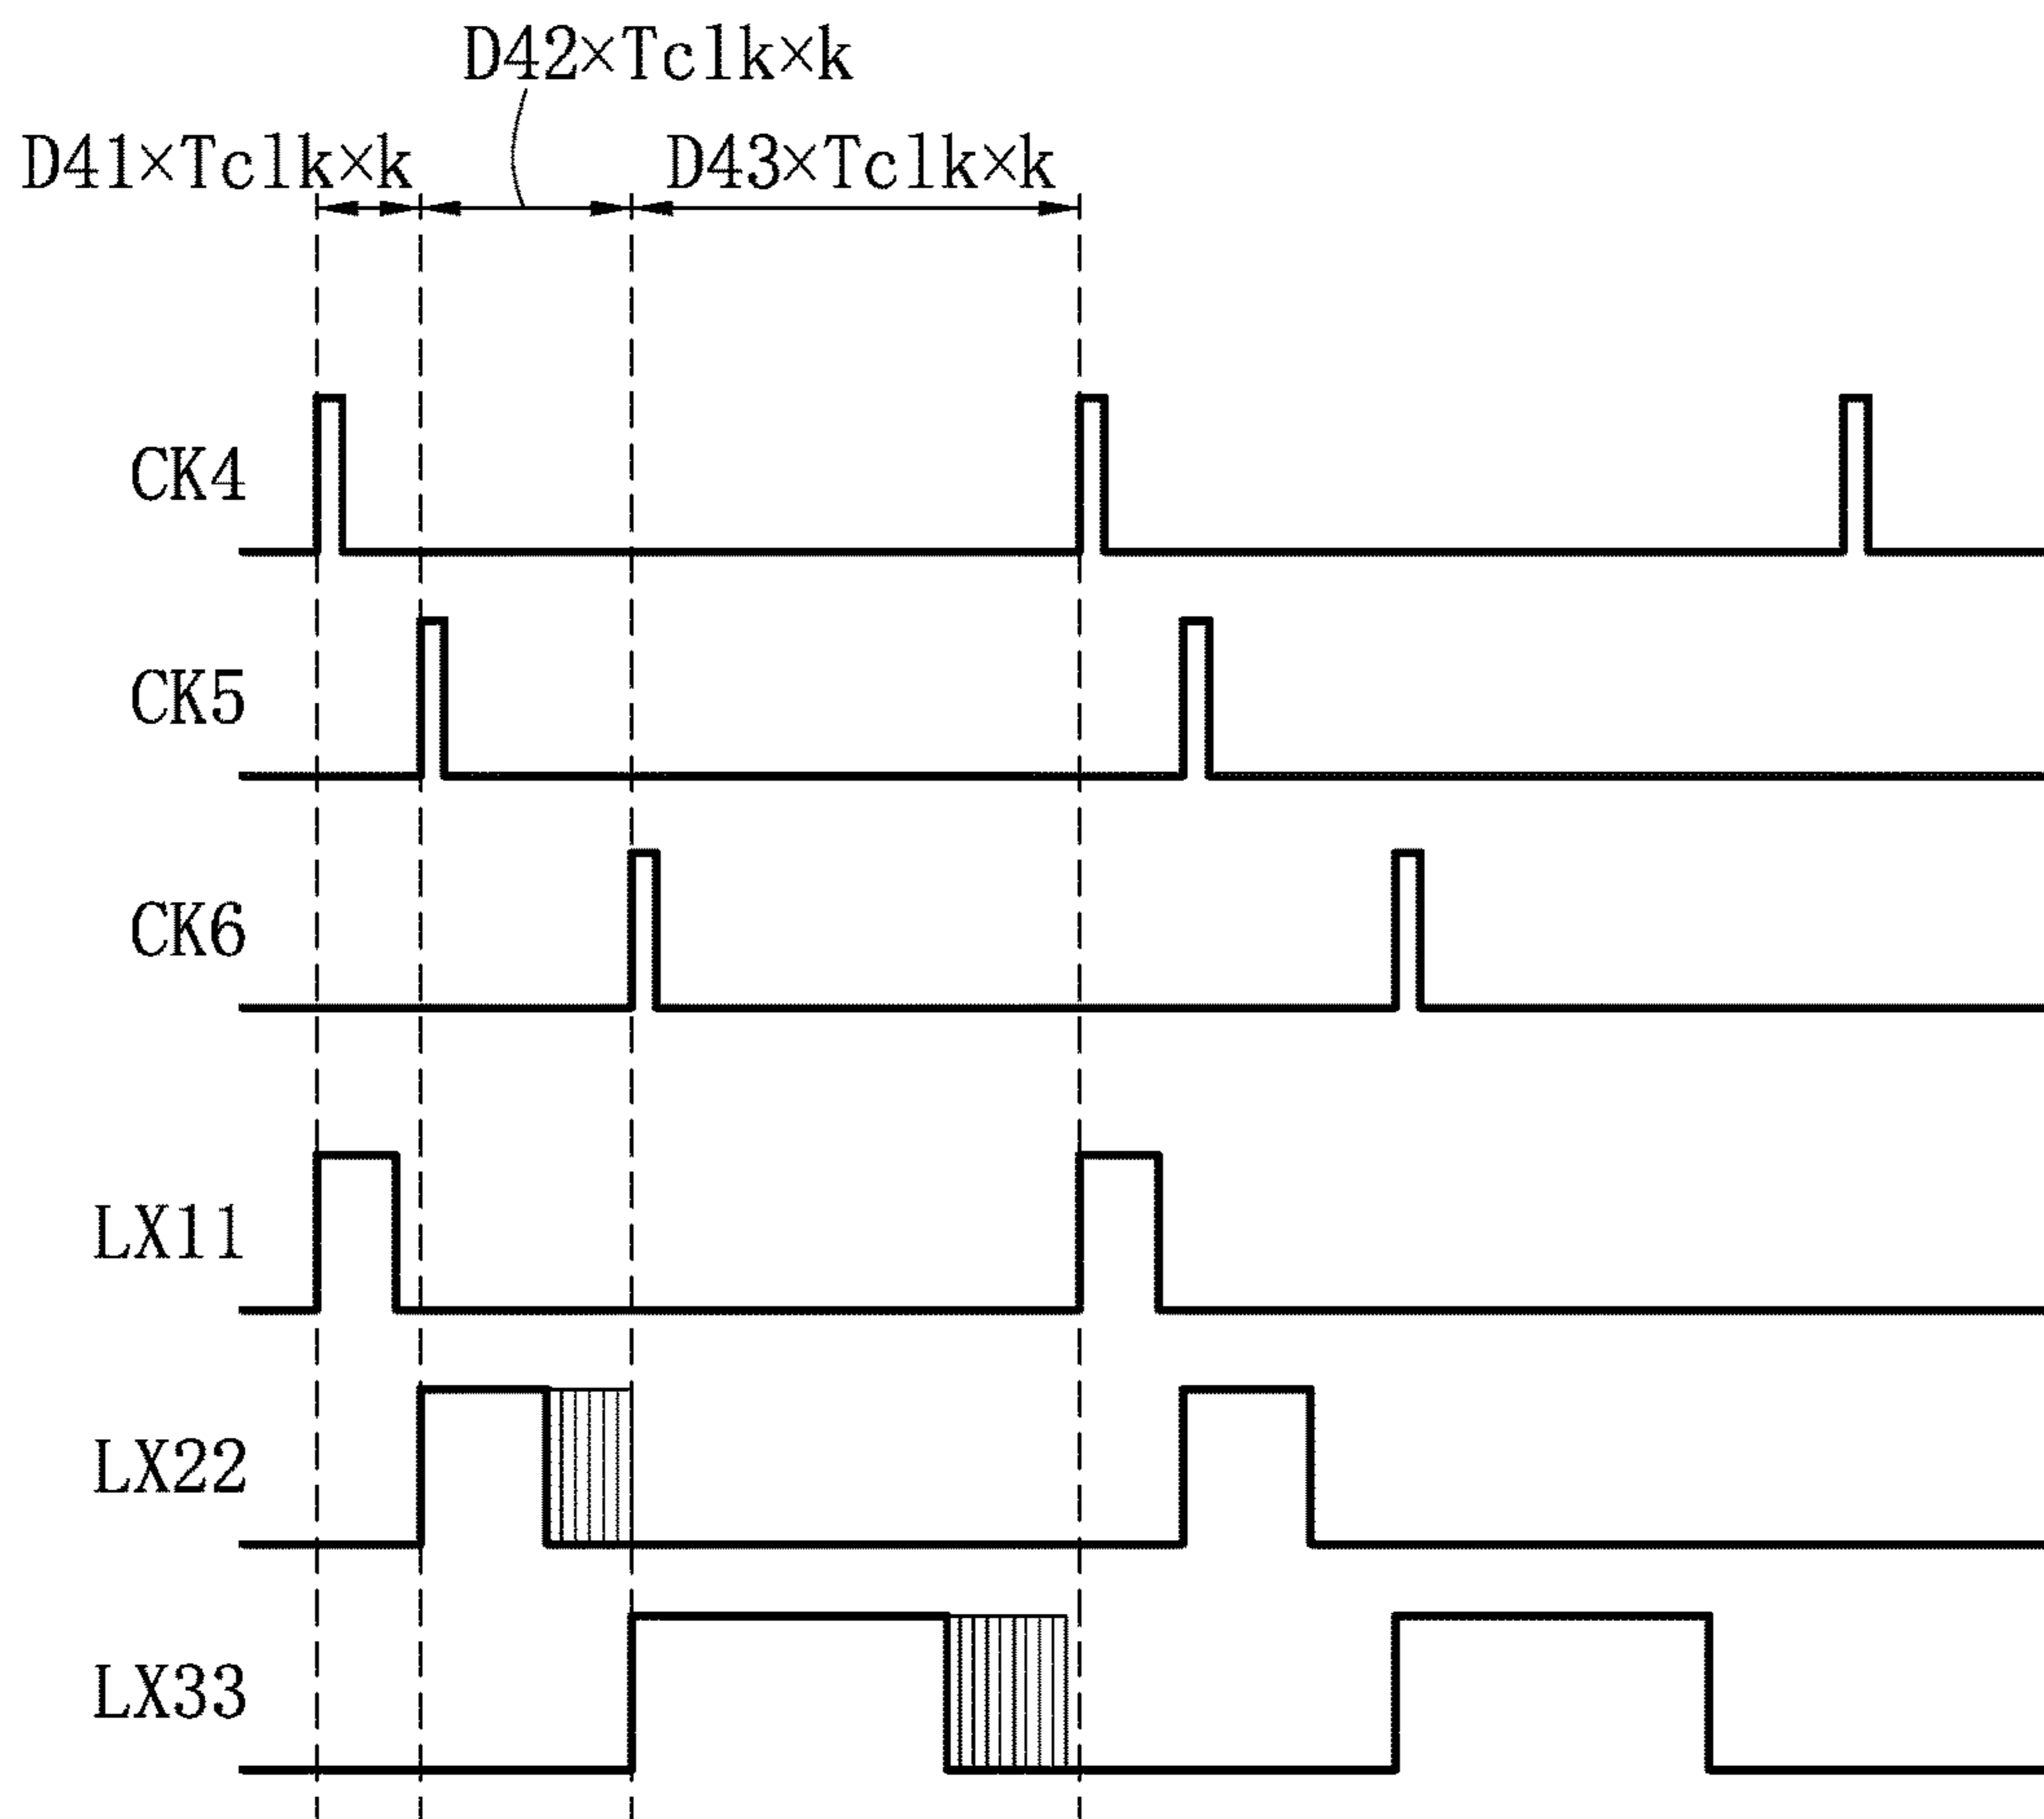 D42×Tclk×k
D41×Tclk×k D43×Tclk×k
CK4
CK5
CK6
LX11
LX22
LX33